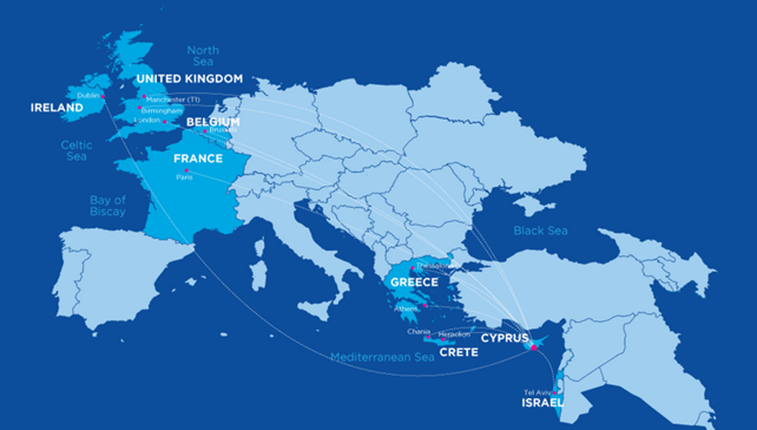 North
Sea
UNITED KINGDOM
Dublin
Manchester (T1)
IRELAND
Birmingham
London
BELGIUM
Brussels
Celtic
Sea
FRANCE
Paris
Bay of
Biscay
Black Sea
Thessaloniki
GREECE
Athens
Chania
Heraklion
CYPRUS
Mediterranean Sea
CRETE
Tel Aviv
ISRAEL